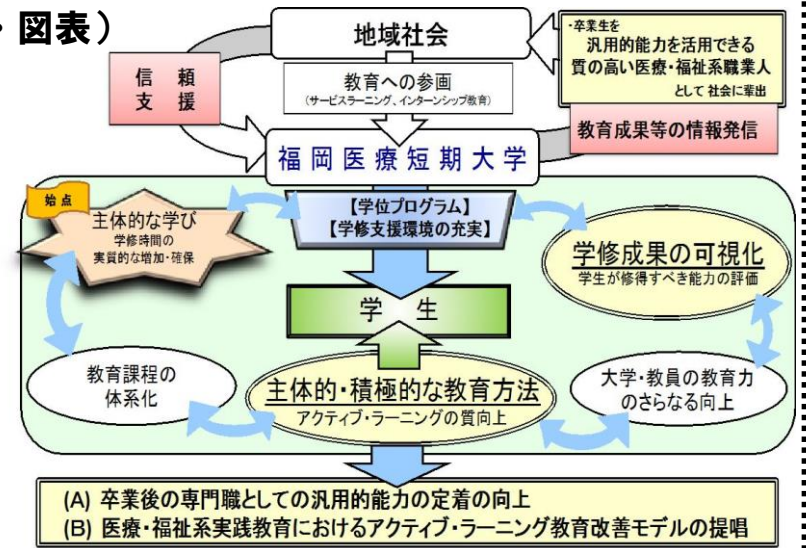 図表）
地域社会
・卒業生を
汎用的能力を活用できる
質の高い医療・福祉系職業人
として 社会に輩出
信　頼
支　援
教育への参画
（サービスラーニング、インターンシップ教育）
教育成果等の情報発信
福岡医療短期大学
始点
主体的な学び
学修時間の
実質的な増加・確保
【学位プログラム】
【学修支援環境の充実】
学修成果の可視化
学生が修得すべき能力の評価
学　生
教育課程の
体系化
主体的・積極的な教育方法
アクティブ・ラーニングの質向上
大学・教員の教育力
のさらなる向上
(A) 卒業後の専門職としての汎用的能力の定着の向上
(B) 医療・福祉系実践教育におけるアクティブ・ラーニング教育改善モデルの提唱